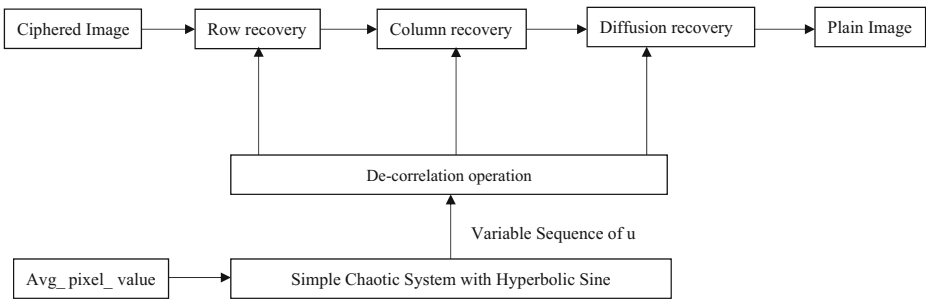 Ciphered Image
Row recovery
Column recovery
Diffusion recovery
Plain Image
De-correlation operation
Variable Sequence of u
Avg_ pixel_ value
Simple Chaotic System with Hyperbolic Sine